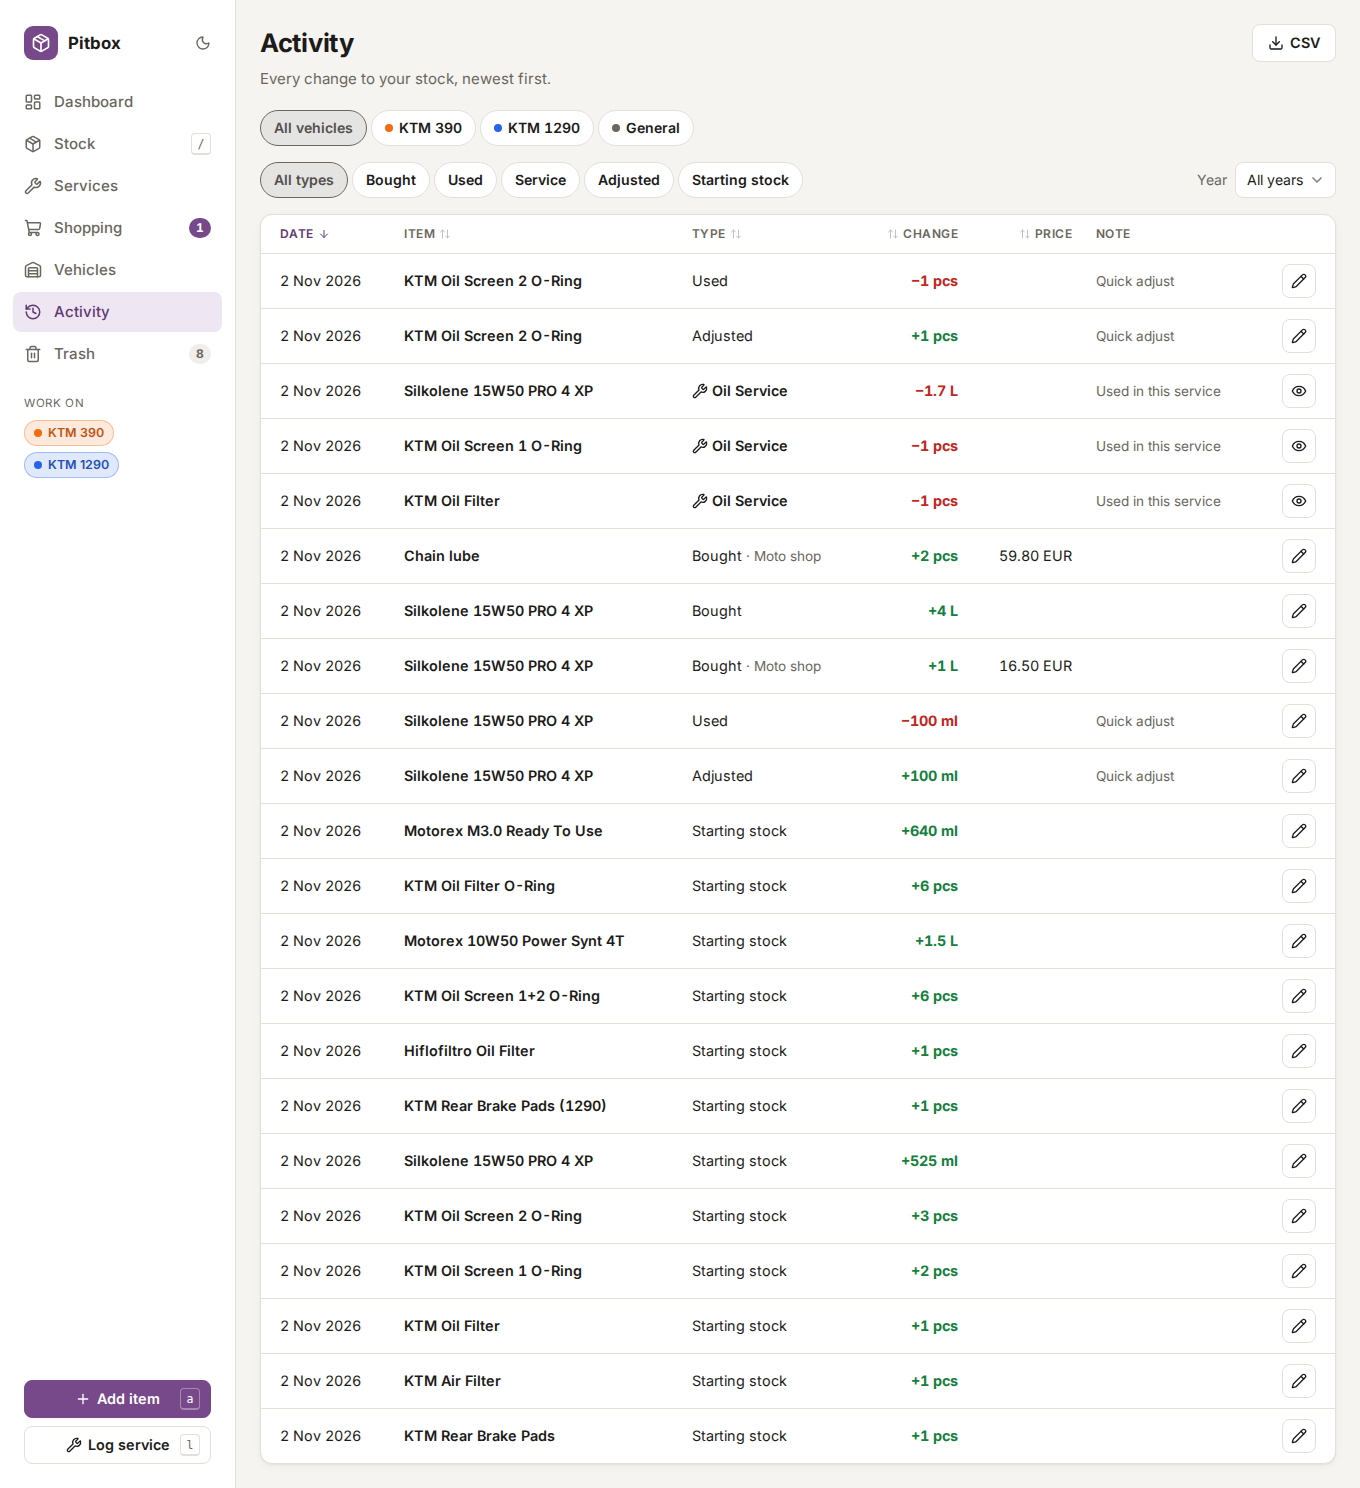 Pitbox
Dashboard
Stock /
Services
Shopping 1
Vehicles
Activity
Trash 8
WORK ON
KTM 390
KTM 1290
Add item a
Log service l
Activity
CSV
Every change to your stock, newest first.
All vehicles KTM 390 KTM 1290 General
All types Bought Used Service Adjusted Starting stock Year All years
DATE ITEM TYPE CHANGE PRICE NOTE
2 Nov 2026 KTM Oil Screen 2 O-Ring Used −1 pcs Quick adjust
2 Nov 2026 KTM Oil Screen 2 O-Ring Adjusted +1 pcs Quick adjust
2 Nov 2026 Silkolene 15W50 PRO 4 XP Oil Service −1.7 L Used in this service
2 Nov 2026 KTM Oil Screen 1 O-Ring Oil Service −1 pcs Used in this service
2 Nov 2026 KTM Oil Filter Oil Service −1 pcs Used in this service
2 Nov 2026 Chain lube Bought · Moto shop +2 pcs 59.80 EUR
2 Nov 2026 Silkolene 15W50 PRO 4 XP Bought +4 L
2 Nov 2026 Silkolene 15W50 PRO 4 XP Bought · Moto shop +1 L 16.50 EUR
2 Nov 2026 Silkolene 15W50 PRO 4 XP Used −100 ml Quick adjust
2 Nov 2026 Silkolene 15W50 PRO 4 XP Adjusted +100 ml Quick adjust
2 Nov 2026 Motorex M3.0 Ready To Use Starting stock +640 ml
2 Nov 2026 KTM Oil Filter O-Ring Starting stock +6 pcs
2 Nov 2026 Motorex 10W50 Power Synt 4T Starting stock +1.5 L
2 Nov 2026 KTM Oil Screen 1+2 O-Ring Starting stock +6 pcs
2 Nov 2026 Hiflofiltro Oil Filter Starting stock +1 pcs
2 Nov 2026 KTM Rear Brake Pads (1290) Starting stock +1 pcs
2 Nov 2026 Silkolene 15W50 PRO 4 XP Starting stock +525 ml
2 Nov 2026 KTM Oil Screen 2 O-Ring Starting stock +3 pcs
2 Nov 2026 KTM Oil Screen 1 O-Ring Starting stock +2 pcs
2 Nov 2026 KTM Oil Filter Starting stock +1 pcs
2 Nov 2026 KTM Air Filter Starting stock +1 pcs
2 Nov 2026 KTM Rear Brake Pads Starting stock +1 pcs